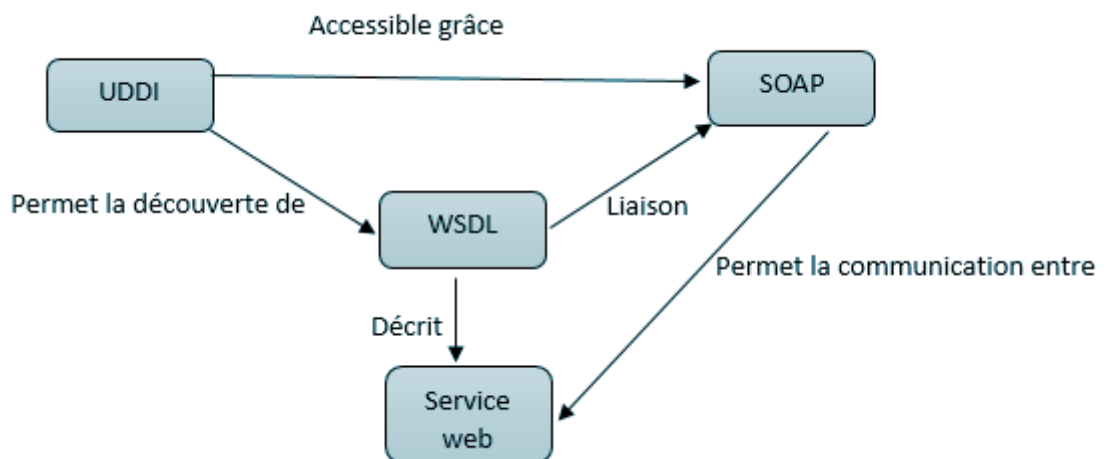 Accessible grâce
UDDI
SOAP
Permet la découverte de
WSDL
Liaison
Permet la communication entre
Décrit
Service
web